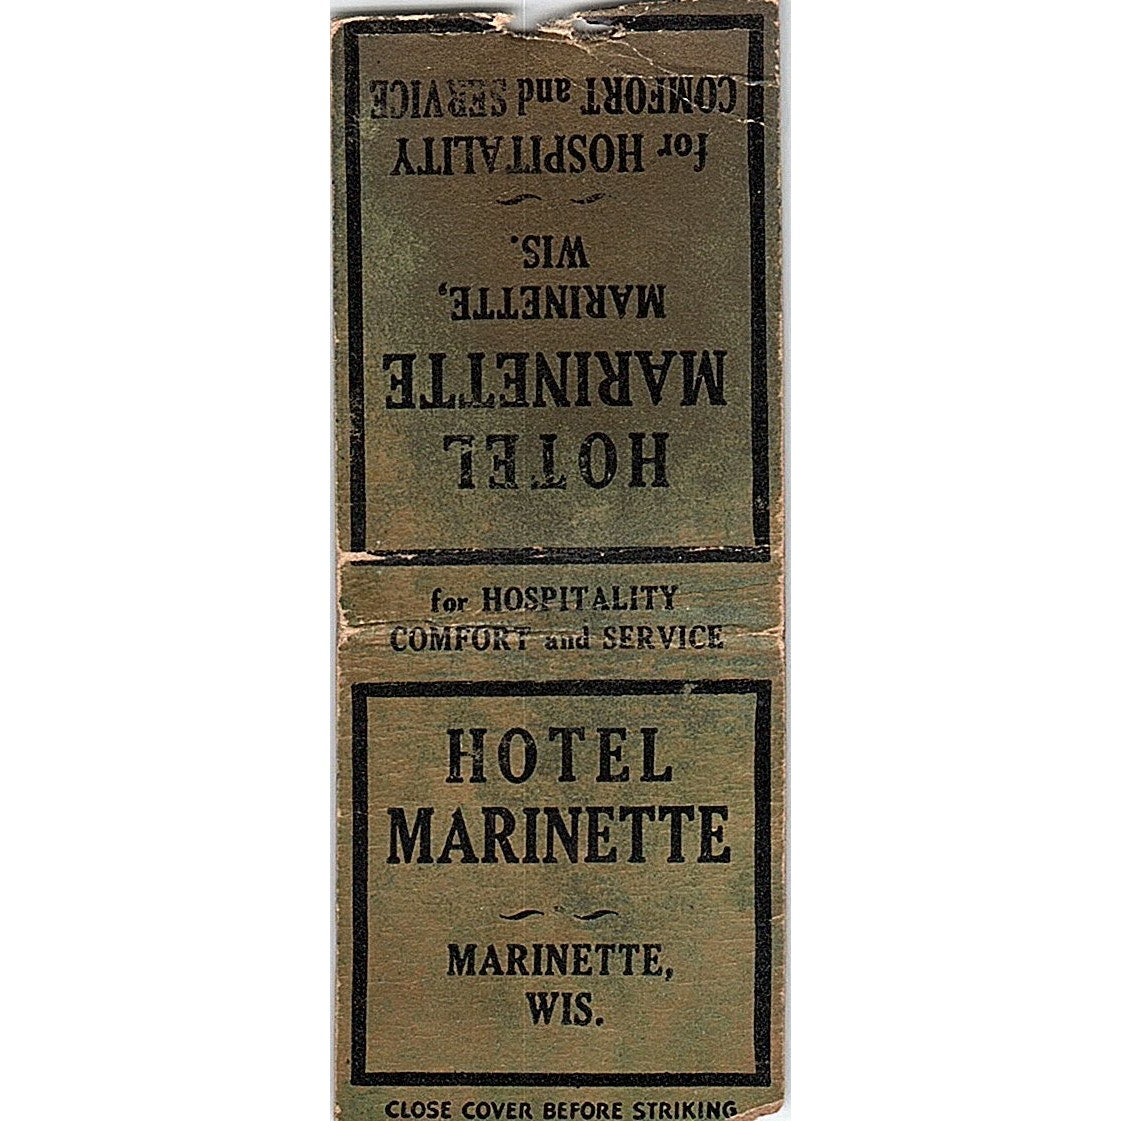 HOTEL
MARINETTE
MARINETTE,
WIS.
for HOSPITALITY
COMFORT and SERVICE
for HOSPITALITY
COMFORT and SERVICE
HOTEL
MARINETTE
MARINETTE,
WIS.
CLOSE COVER BEFORE STRIKING